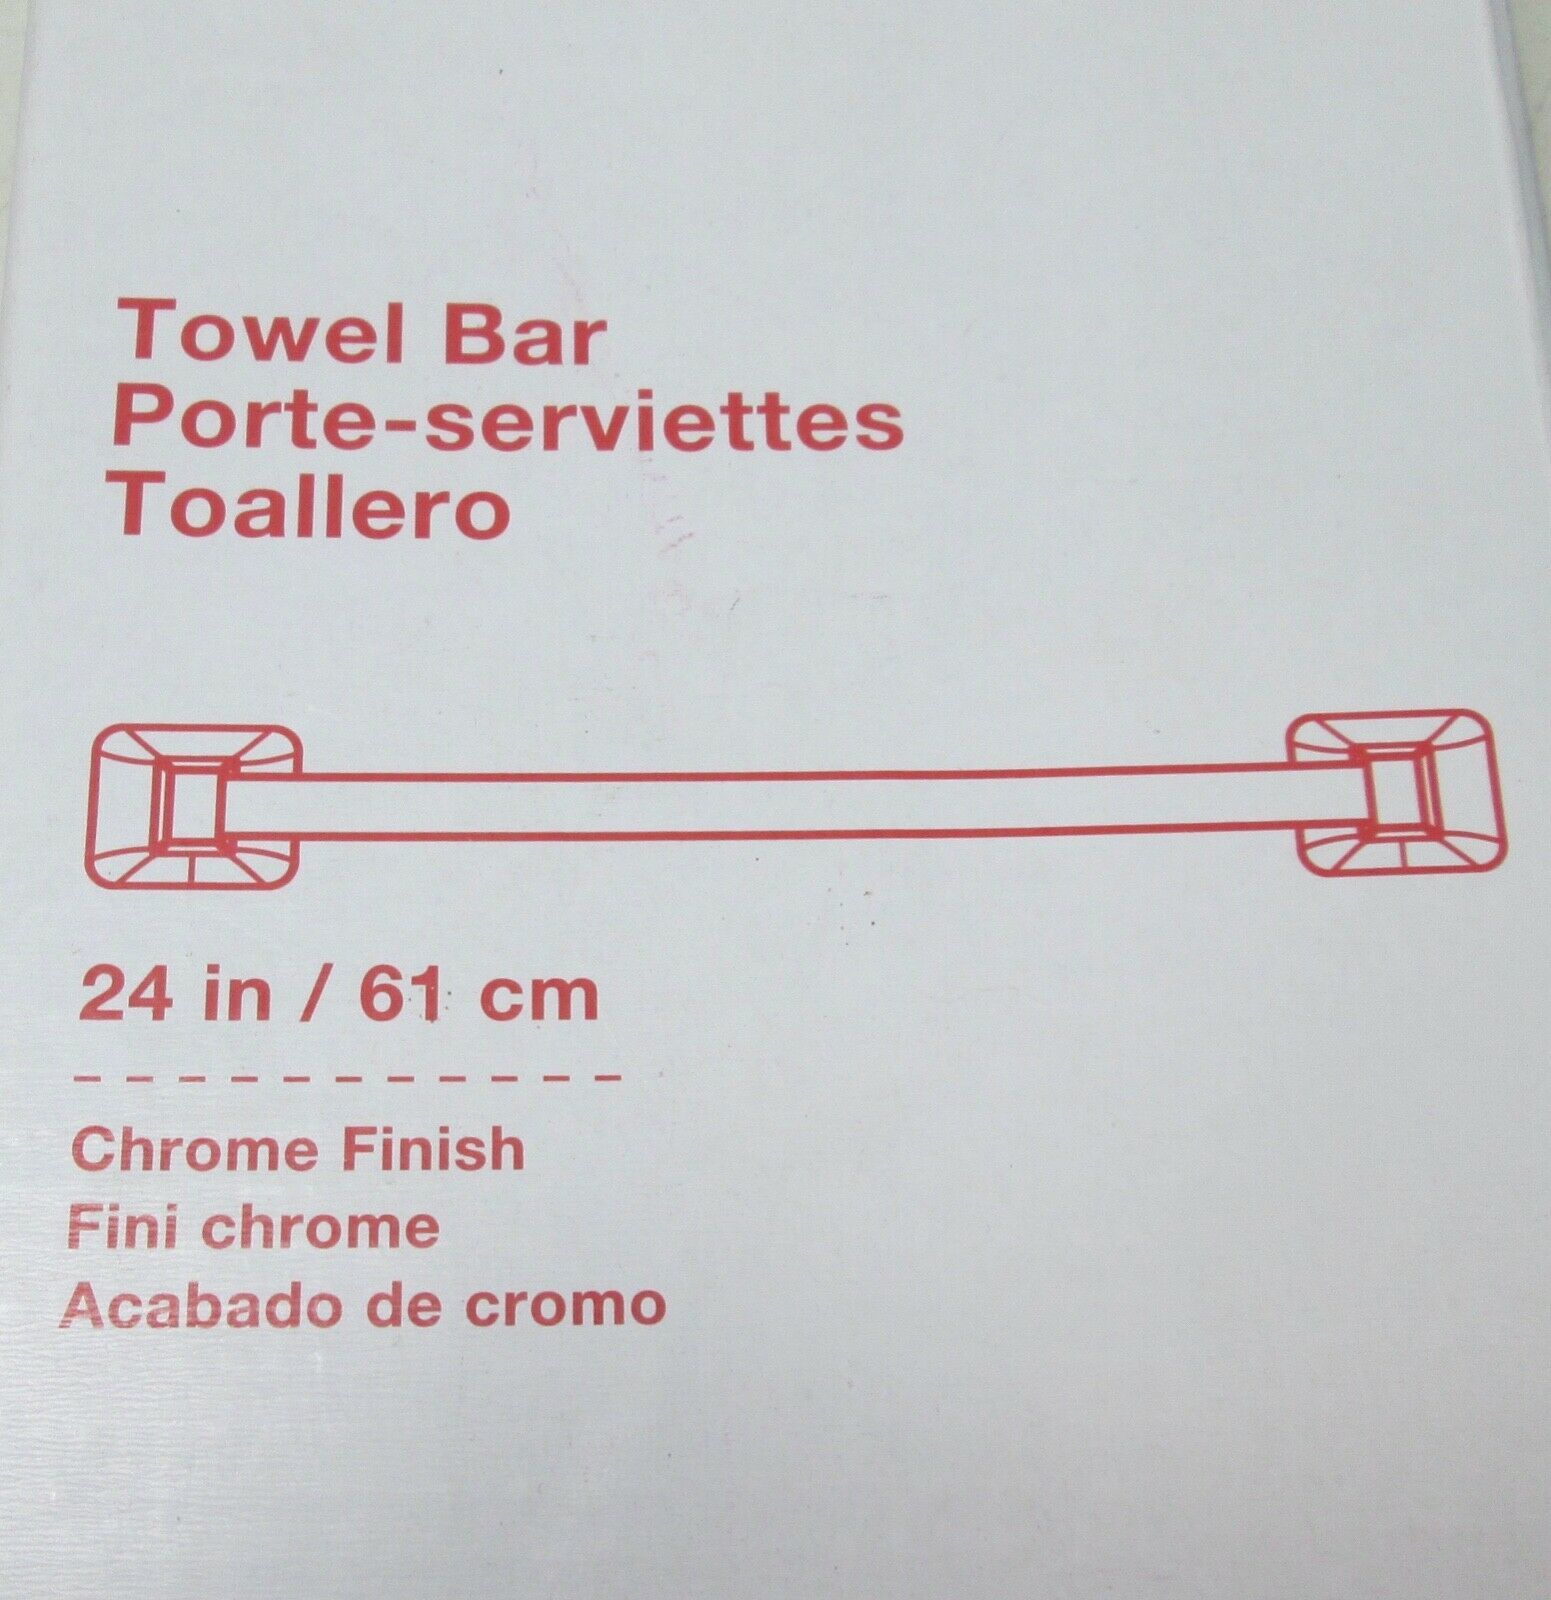 Towel Bar
Porte-serviettes
Toallero
24 in / 61 cm
Chrome Finish
Fini chrome
Acabado de cromo